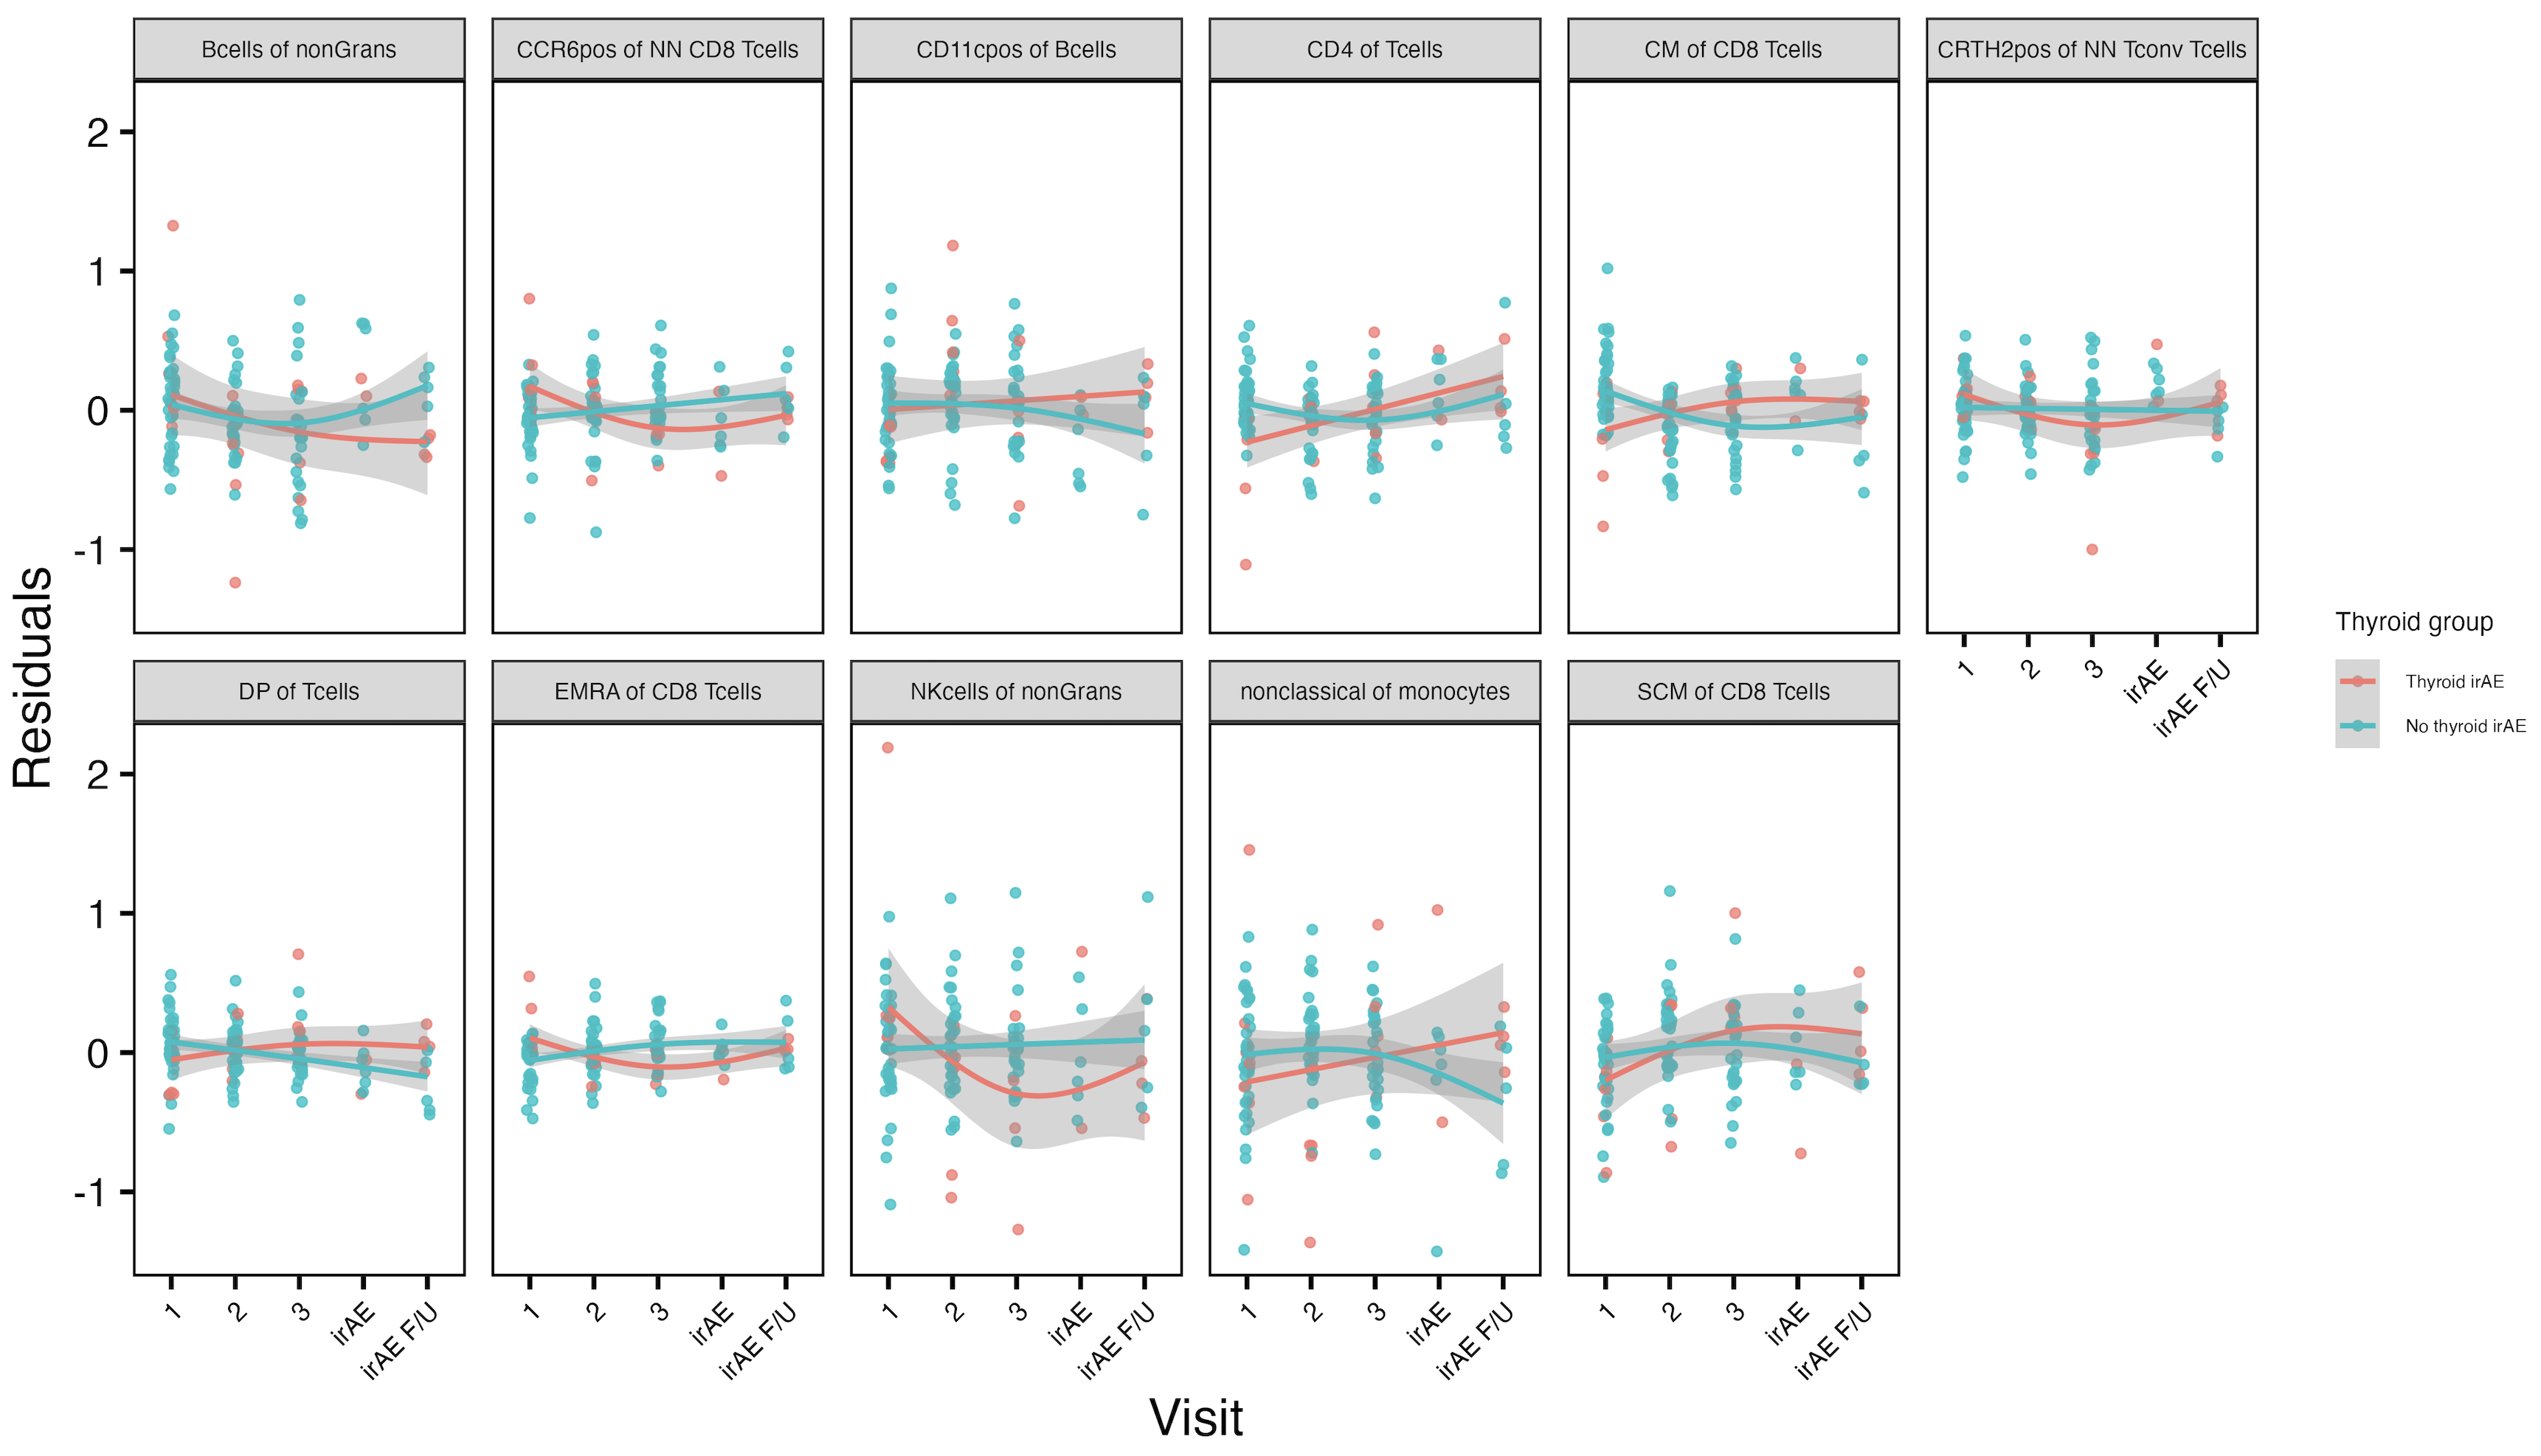 Bcells of nonGrans
CCR6pos of NN CD8 Tcells
CD11cpos of Bcells
CD4 of Tcells
CM of CD8 Tcells
CRTH2pos of NN Tconv Tcells
2
1
0
-1
1
2
3
irAE
irAE F/U
Residuals
Thyroid group
Thyroid irAE
No thyroid irAE
DP of Tcells
EMRA of CD8 Tcells
NKcells of nonGrans
nonclassical of monocytes
SCM of CD8 Tcells
2
1
0
-1
1
2
3
irAE
irAE F/U
1
2
3
irAE
irAE F/U
1
2
3
irAE
irAE F/U
1
2
3
irAE
irAE F/U
1
2
3
irAE
irAE F/U
Visit